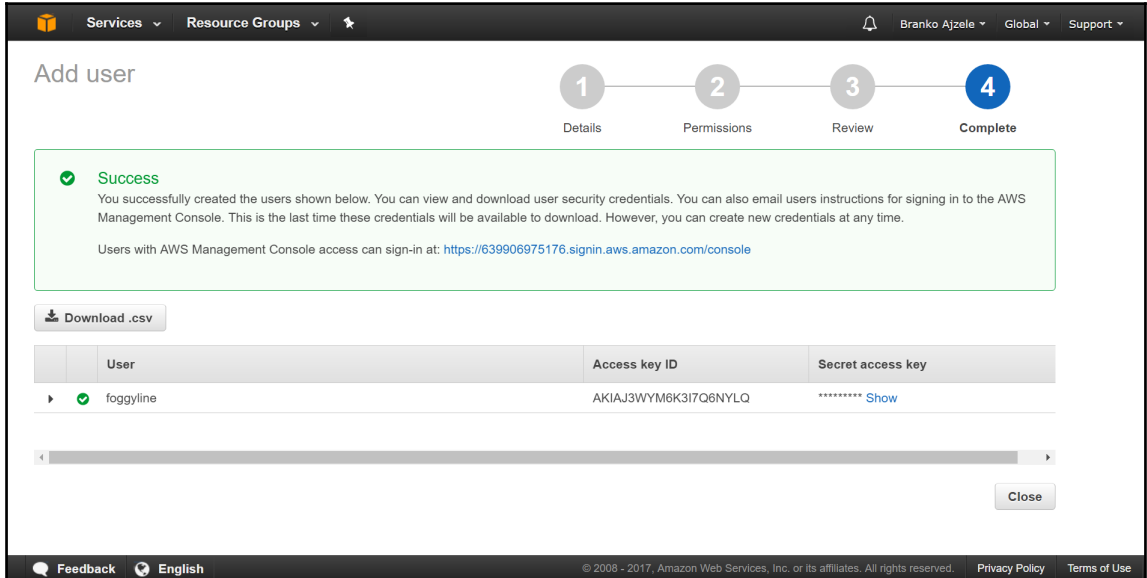 Services Resource Groups Branko Ajzele Global Support
Add user
1 2 3 4
Details Permissions Review Complete
Success
You successfully created the users shown below. You can view and download user security credentials. You can also email users instructions for signing in to the AWS
Management Console. This is the last time these credentials will be available to download. However, you can create new credentials at any time.
Users with AWS Management Console access can sign-in at: https://639906975176.signin.aws.amazon.com/console
Download .csv
User Access key ID Secret access key
foggyline AKIAJ3WYM6K3I7Q6NYLQ ********* Show
Close
Feedback English © 2008 - 2017, Amazon Web Services, Inc. or its affiliates. All rights reserved. Privacy Policy Terms of Use